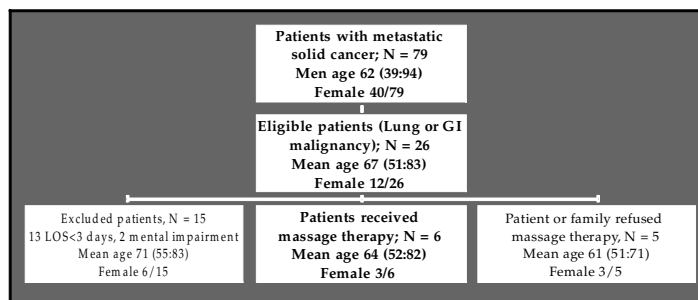 Patients with metastatic
solid cancer; N = 79
Men age 62 (39:94)
Female 40/79
Eligible patients (Lung or GI
malignancy); N = 26
Mean age 67 (51:83)
Female 12/26
Excluded patients, N = 15
13 LOS<3 days, 2 mental impairment
Mean age 71 (55:83)
Female 6/15
Patients received
massage therapy; N = 6
Mean age 64 (52:82)
Female 3/6
Patient or family refused
massage therapy, N = 5
Mean age 61 (51:71)
Female 3/5